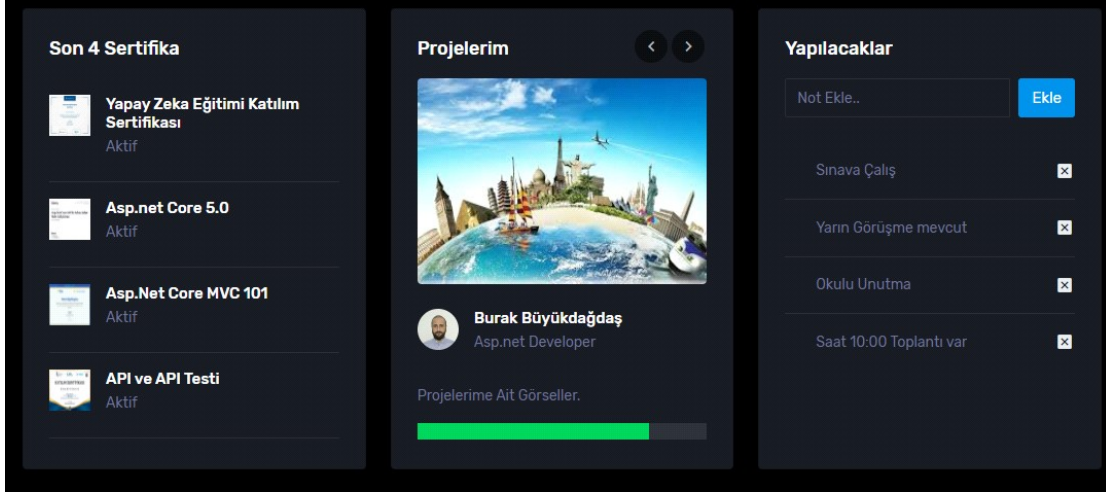 Son 4 Sertifika
Yapay Zeka Eğitimi Katılım
Sertifikası
Aktif
Asp.net Core 5.0
Aktif
Asp.Net Core MVC 101
Aktif
API ve API Testi
Aktif
Projelerim
Burak Büyükdağdaş
Asp.net Developer
Projelerime Ait Görseller.
Yapılacaklar
Not Ekle..
Ekle
Sınava Çalış
Yarın Görüşme mevcut
Okulu Unutma
Saat 10:00 Toplantı var